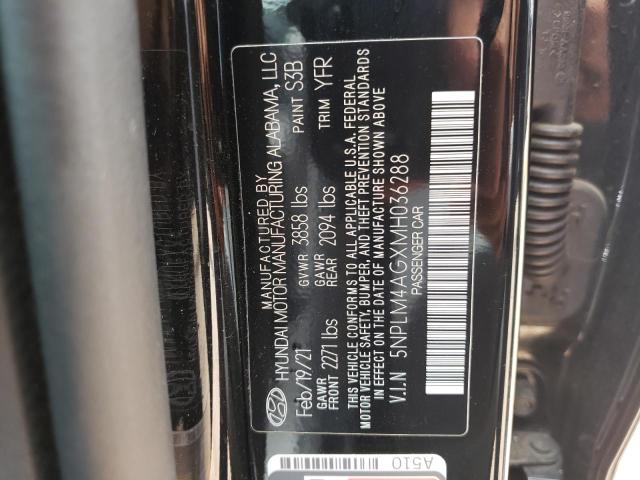 MANUFACTURED BY
HYUNDAI MOTOR MANUFACTURING ALABAMA, LLC
Feb/19/21 GVWR 3858 lbs PAINT S3B
GAWR FRONT 2271 lbs GAWR REAR 2094 lbs TRIM YFR
THIS VEHICLE CONFORMS TO ALL APPLICABLE U.S.A. FEDERAL
MOTOR VEHICLE SAFETY, BUMPER, AND THEFT PREVENTION STANDARDS
IN EFFECT ON THE DATE OF MANUFACTURE SHOWN ABOVE
V.I.N 5NPLM4AGXMH036288
PASSENGER CAR
A510